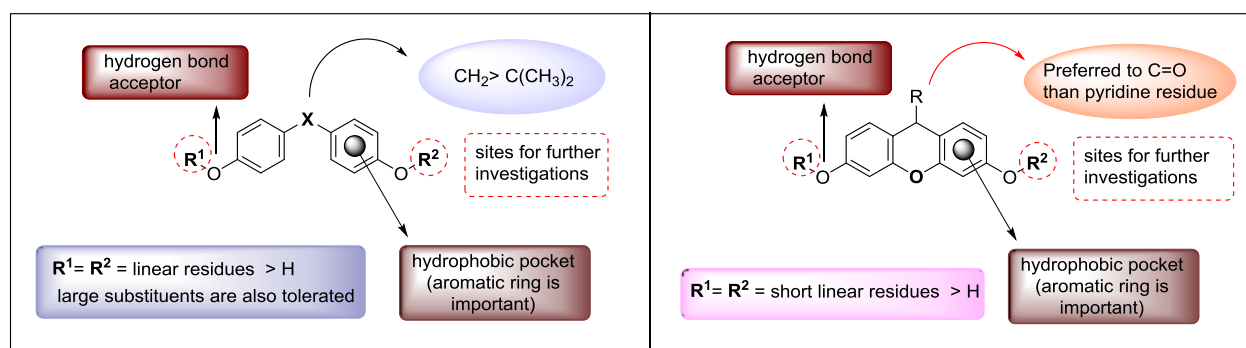 hydrogen bond
acceptor
CH₂> C(CH₃)₂
X
R¹
O
O
R²
sites for further
investigations
R¹= R² = linear residues > H
large substituents are also tolerated
hydrophobic pocket
(aromatic ring is
important)
hydrogen bond
acceptor
Preferred to C=O
than pyridine residue
R
R¹
O
O
O
R²
sites for further
investigations
R¹= R² = short linear residues > H
hydrophobic pocket
(aromatic ring is
important)